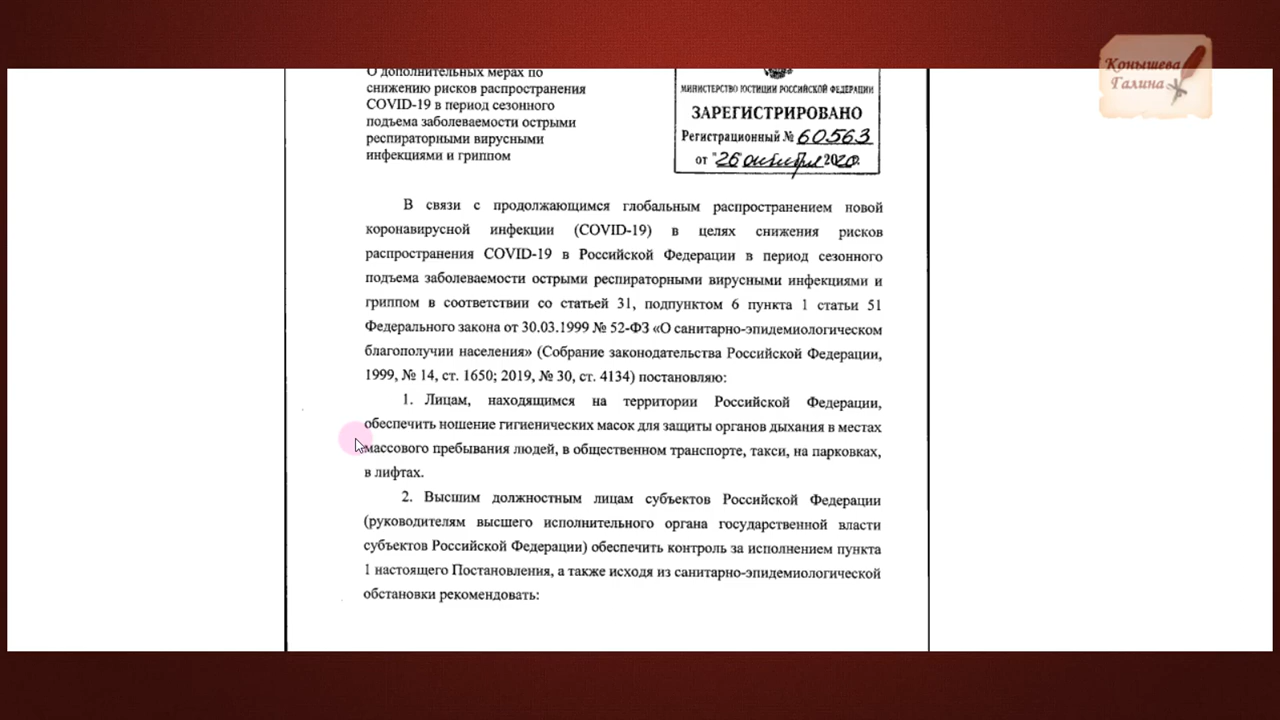 Конышева
Галина
О дополнительных мерах по
снижению рисков распространения
COVID-19 в период сезонного
подъема заболеваемости острыми
респираторными вирусными
инфекциями и гриппом
МИНИСТЕРСТВО ЮСТИЦИИ РОССИЙСКОЙ ФЕДЕРАЦИИ
ЗАРЕГИСТРИРОВАНО
Регистрационный № 60563
от "26" октября 2020.
В связи с продолжающимся глобальным распространением новой
коронавирусной инфекции (COVID-19) в целях снижения рисков
распространения COVID-19 в Российской Федерации в период сезонного
подъема заболеваемости острыми респираторными вирусными инфекциями и
гриппом в соответствии со статьей 31, подпунктом 6 пункта 1 статьи 51
Федерального закона от 30.03.1999 № 52-ФЗ «О санитарно-эпидемиологическом
благополучии населения» (Собрание законодательства Российской Федерации,
1999, № 14, ст. 1650; 2019, № 30, ст. 4134) постановляю:
1. Лицам, находящимся на территории Российской Федерации,
обеспечить ношение гигиенических масок для защиты органов дыхания в местах
массового пребывания людей, в общественном транспорте, такси, на парковках,
в лифтах.
2. Высшим должностным лицам субъектов Российской Федерации
(руководителям высшего исполнительного органа государственной власти
субъектов Российской Федерации) обеспечить контроль за исполнением пункта
1 настоящего Постановления, а также исходя из санитарно-эпидемиологической
обстановки рекомендовать: